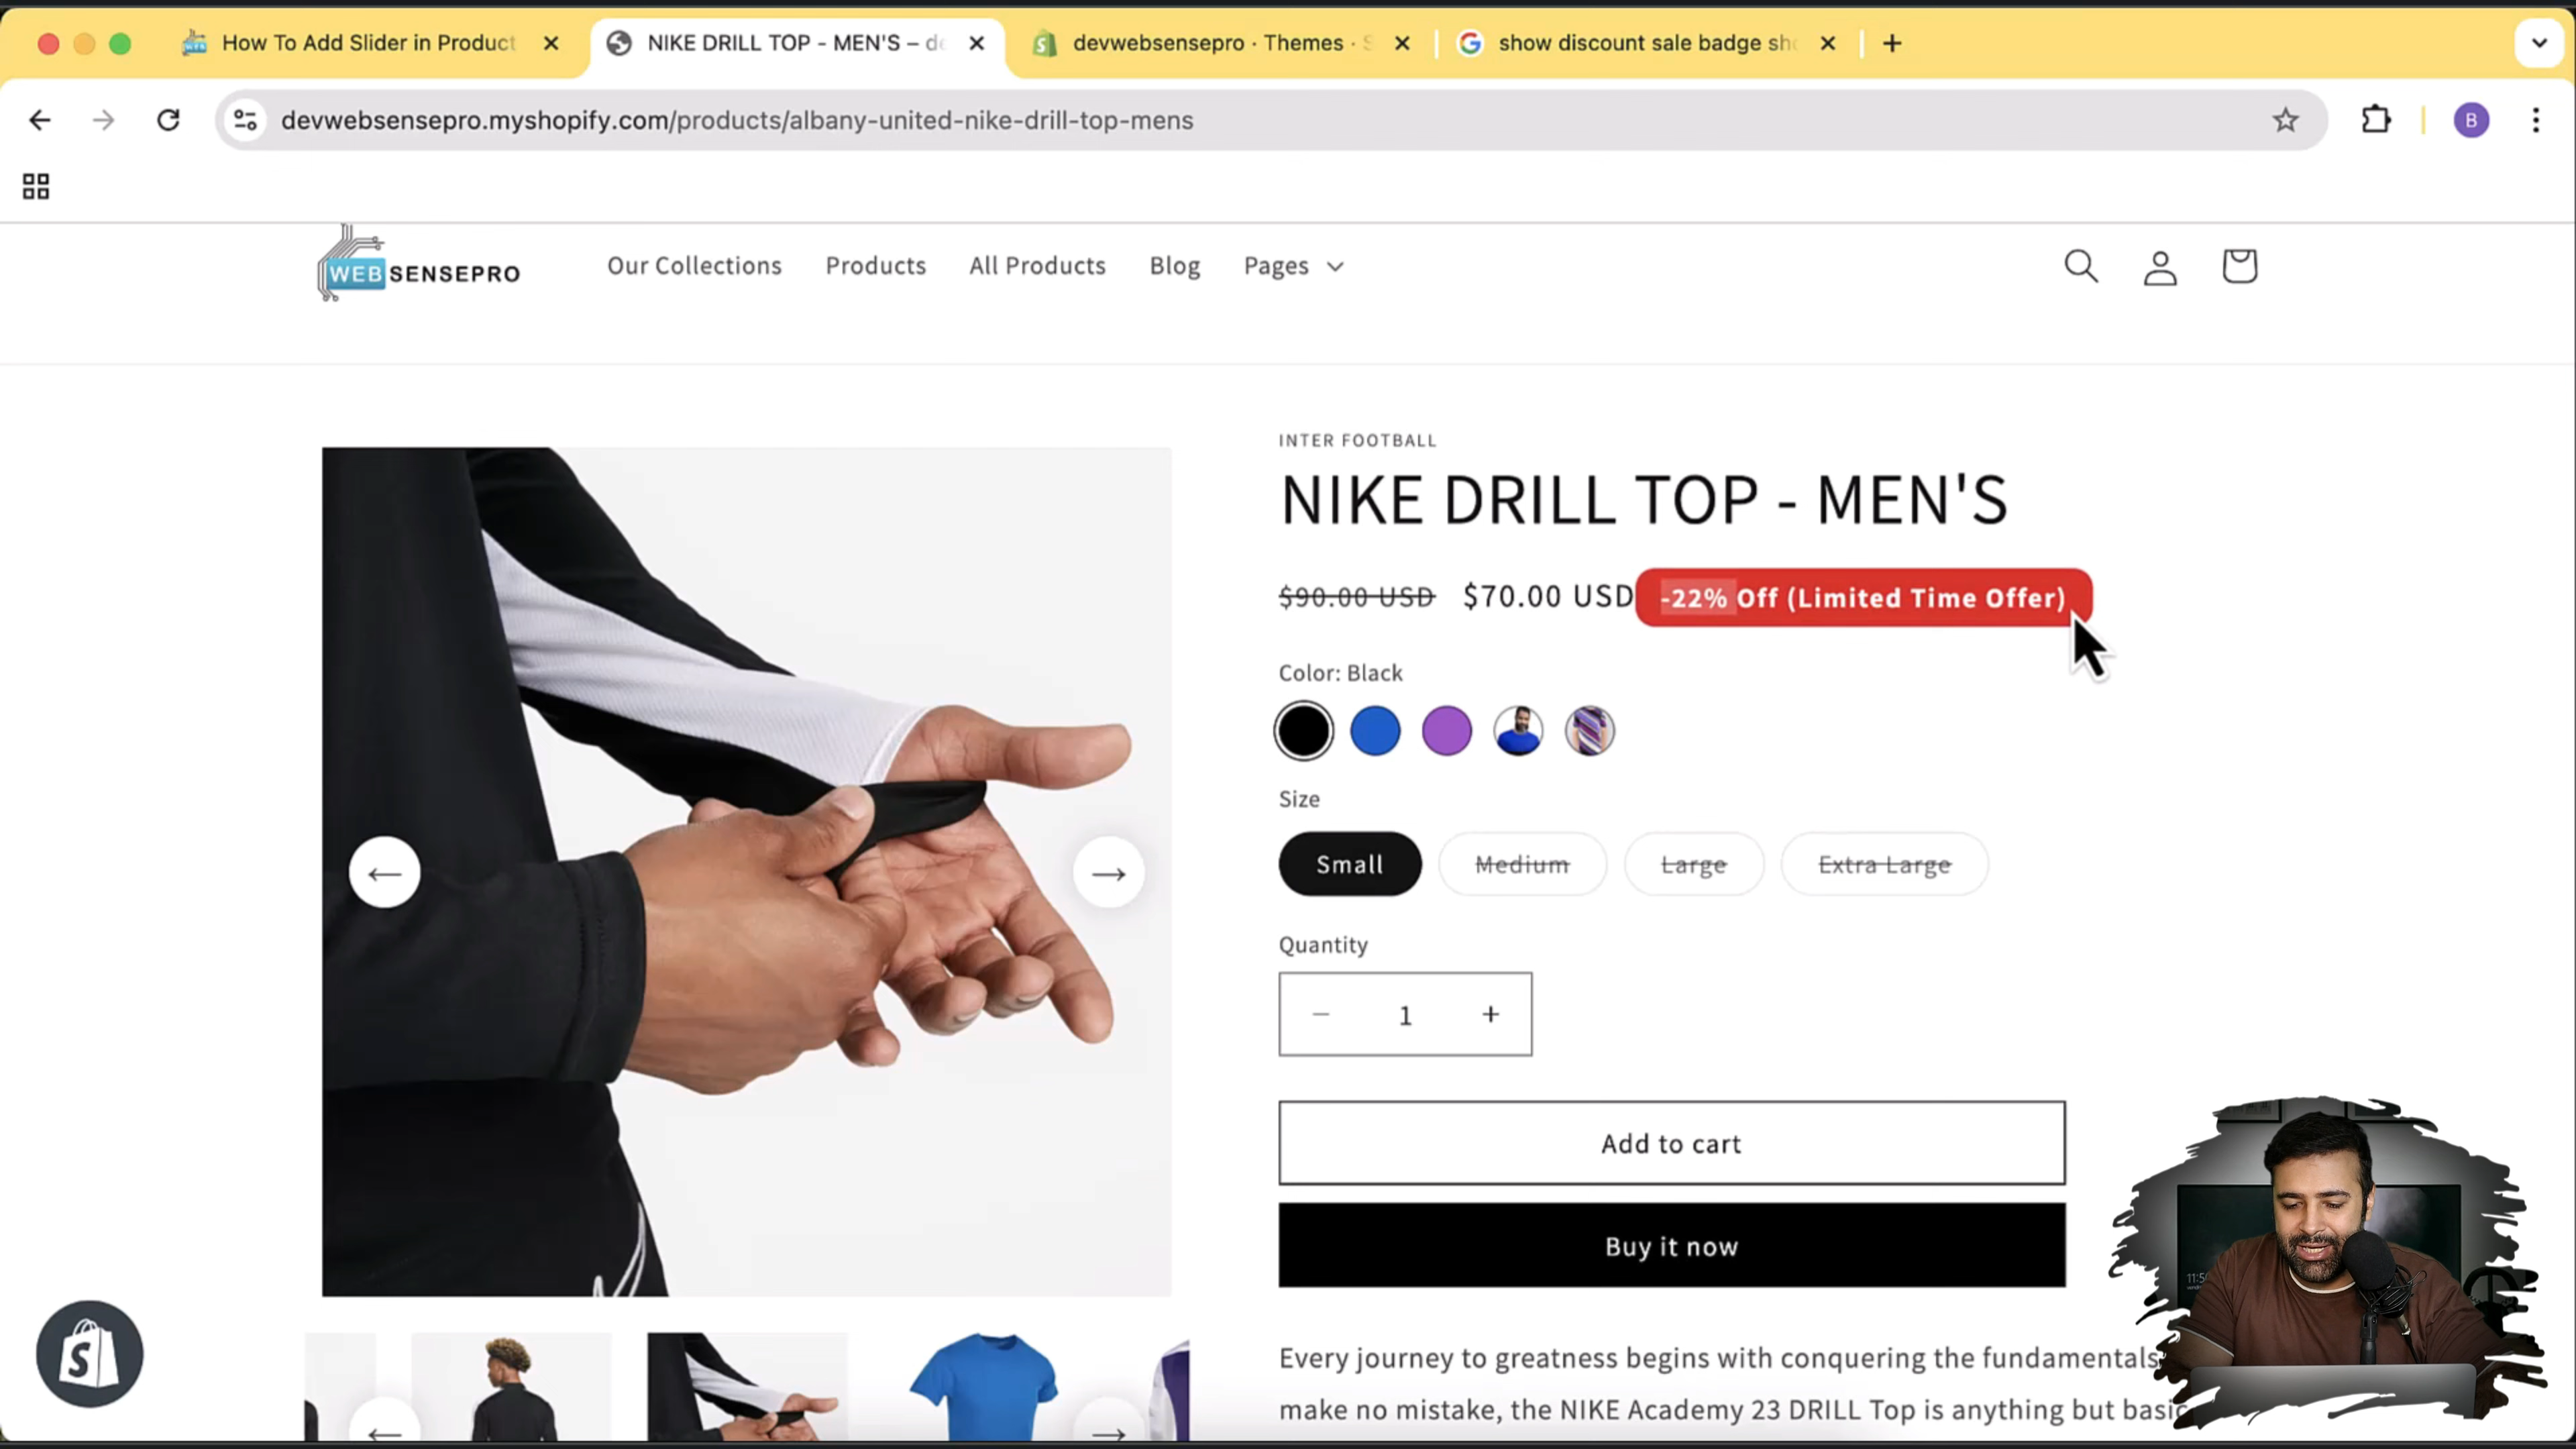 How To Add Slider in Product
NIKE DRILL TOP - MEN'S – de
devwebsensepro · Themes · S
show discount sale badge sho
devwebsensepro.myshopify.com/products/albany-united-nike-drill-top-mens
B
WEBSENSEPRO
Our Collections
Products
All Products
Blog
Pages
INTER FOOTBALL
NIKE DRILL TOP - MEN'S
$90.00 USD $70.00 USD -22% Off (Limited Time Offer)
Color: Black
Size
Small
Medium
Large
Extra Large
Quantity
− 1 +
Add to cart
Buy it now
Every journey to greatness begins with conquering the fundamentals
make no mistake, the NIKE Academy 23 DRILL Top is anything but basic